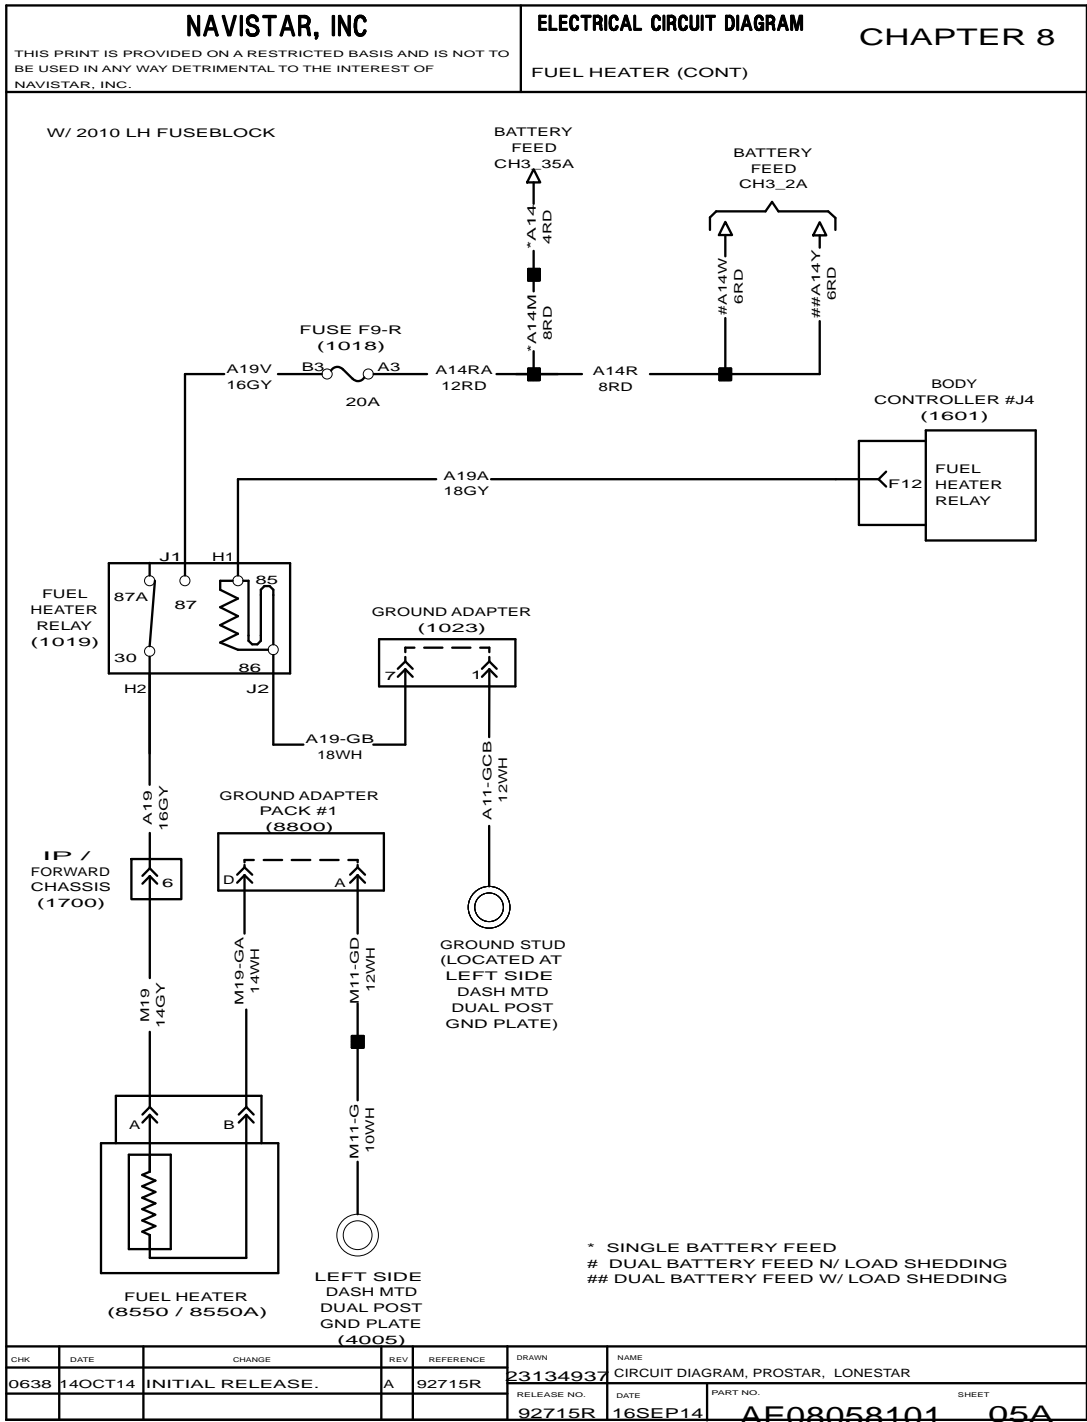 NAVISTAR, INC
THIS PRINT IS PROVIDED ON A RESTRICTED BASIS AND IS NOT TO
BE USED IN ANY WAY DETRIMENTAL TO THE INTEREST OF
NAVISTAR, INC.
ELECTRICAL CIRCUIT DIAGRAM
CHAPTER 8
FUEL HEATER (CONT)
W/ 2010 LH FUSEBLOCK
BATTERY
FEED
CH3_35A
BATTERY
FEED
CH3_2A
*A14
4RD
#A14W
6RD
##A14Y
6RD
*A14M
8RD
FUSE F9-R
(1018)
A19V
16GY
B3
A3
20A
A14RA
12RD
A14R
8RD
BODY
CONTROLLER #J4
(1601)
A19A
18GY
F12
FUEL
HEATER
RELAY
J1
H1
FUEL
HEATER
RELAY
(1019)
87A
87
85
30
86
H2
J2
GROUND ADAPTER
(1023)
7
1
A19-GB
18WH
A11-GCB
12WH
A19
16GY
GROUND ADAPTER
PACK #1
(8800)
D
A
IP /
FORWARD
CHASSIS
(1700)
6
GROUND STUD
(LOCATED AT
LEFT SIDE
DASH MTD
DUAL POST
GND PLATE)
M19
14GY
M19-GA
14WH
M11-GD
12WH
M11-G
10WH
A
B
FUEL HEATER
(8550 / 8550A)
LEFT SIDE
DASH MTD
DUAL POST
GND PLATE
(4005)
* SINGLE BATTERY FEED
# DUAL BATTERY FEED N/ LOAD SHEDDING
## DUAL BATTERY FEED W/ LOAD SHEDDING
CHK DATE CHANGE REV REFERENCE
0638 14OCT14 INITIAL RELEASE. A 92715R
DRAWN
23134937
NAME
CIRCUIT DIAGRAM, PROSTAR, LONESTAR
RELEASE NO.
92715R
DATE
16SEP14
PART NO.
AF08058101
SHEET
05A